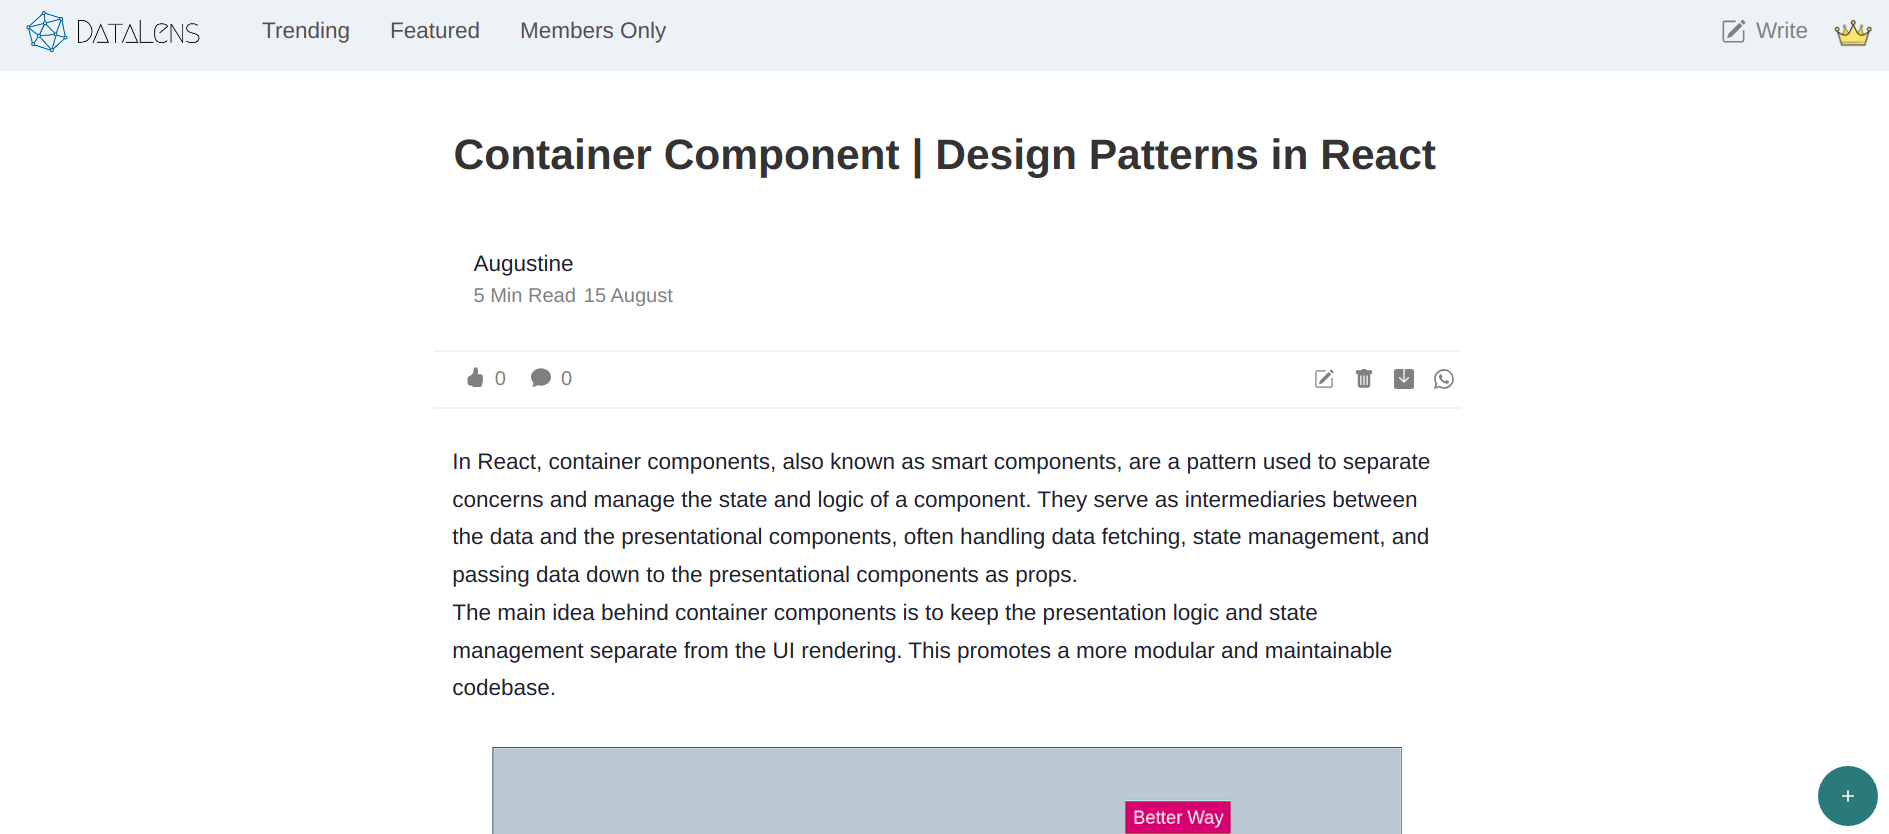 DATALENS
Trending Featured Members Only
Write
Container Component | Design Patterns in React
Augustine
5 Min Read 15 August
0 0
In React, container components, also known as smart components, are a pattern used to separate
concerns and manage the state and logic of a component. They serve as intermediaries between
the data and the presentational components, often handling data fetching, state management, and
passing data down to the presentational components as props.
The main idea behind container components is to keep the presentation logic and state
management separate from the UI rendering. This promotes a more modular and maintainable
codebase.
Better Way
+